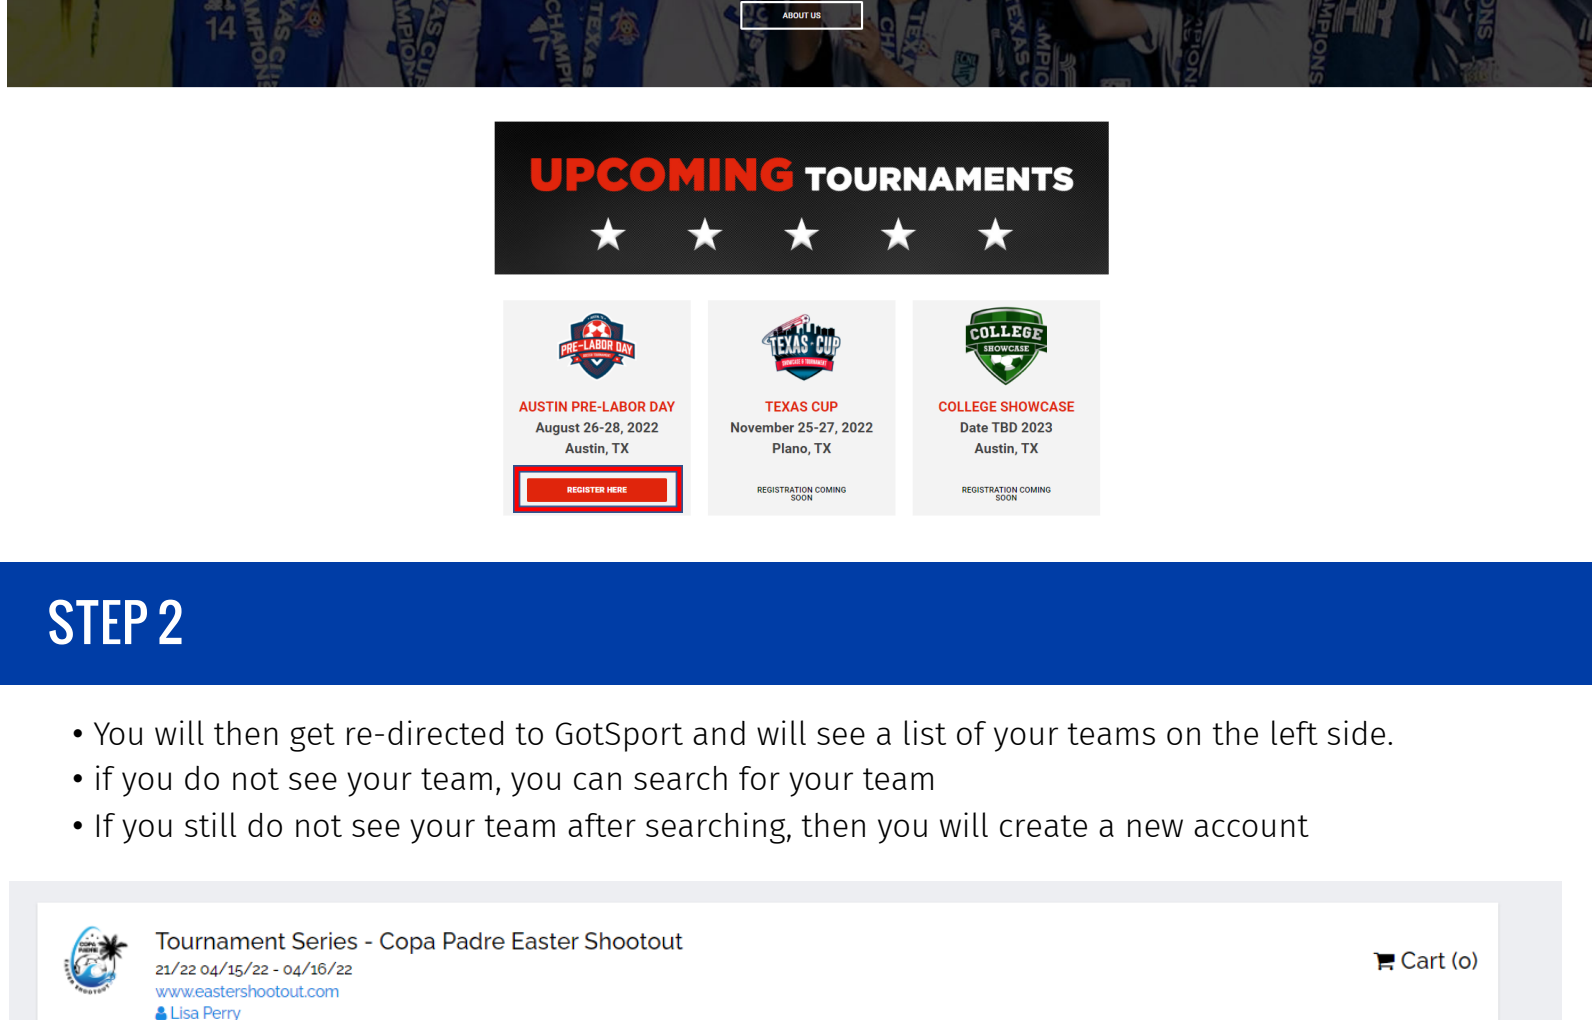 ABOUT US
UPCOMING TOURNAMENTS
PRE-LABOR DAY
TEXAS CUP
SHOWCASE & TOURNAMENT
COLLEGE
SHOWCASE
AUSTIN PRE-LABOR DAY
August 26-28, 2022
Austin, TX
REGISTER HERE
TEXAS CUP
November 25-27, 2022
Plano, TX
REGISTRATION COMING
SOON
COLLEGE SHOWCASE
Date TBD 2023
Austin, TX
REGISTRATION COMING
SOON
STEP 2
• You will then get re-directed to GotSport and will see a list of your teams on the left side.
• if you do not see your team, you can search for your team
• If you still do not see your team after searching, then you will create a new account
COPA
PADRE
EASTER SHOOTOUT
Tournament Series - Copa Padre Easter Shootout
21/22 04/15/22 - 04/16/22
www.eastershootout.com
Lisa Perry
Cart (0)